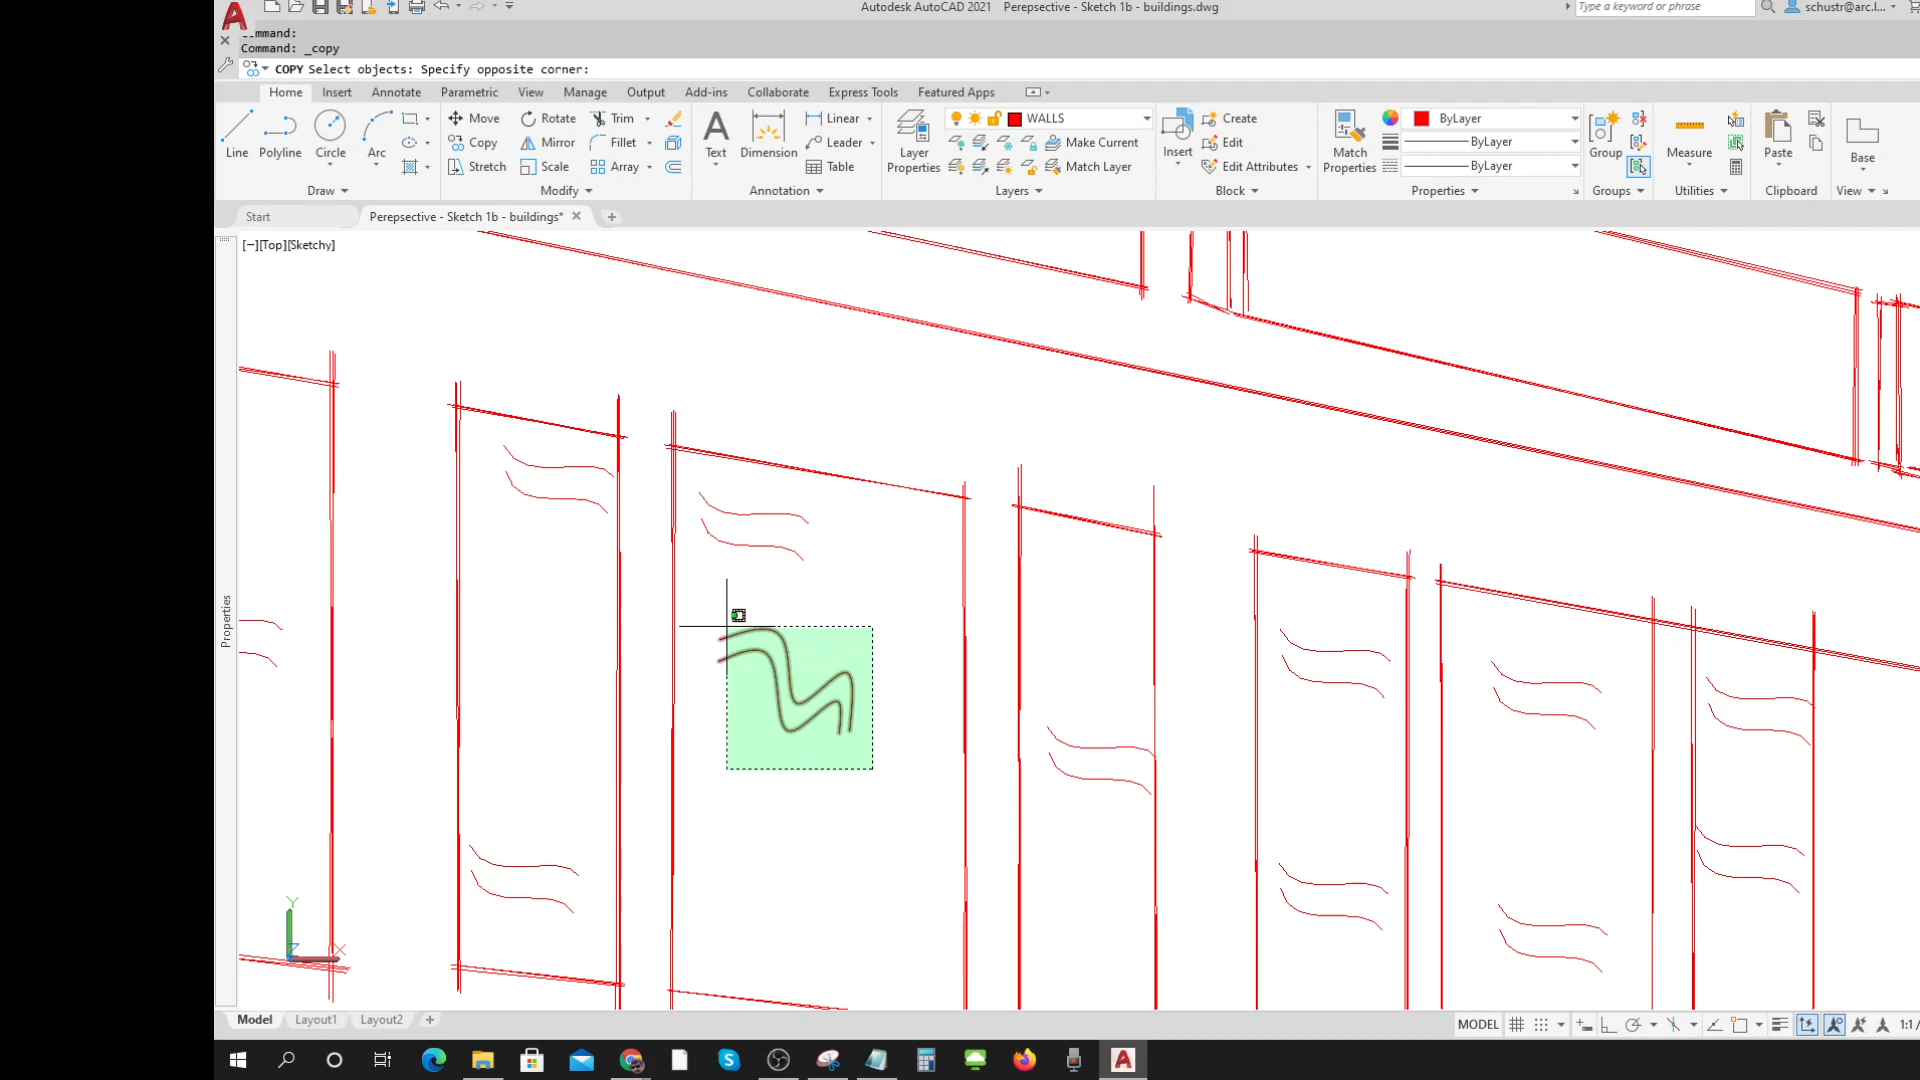 Autodesk AutoCAD 2021 Perepsective - Sketch 1b - buildings.dwg
Type a keyword or phrase
schustr@arc.l...
Command:
Command: _copy
COPY Select objects: Specify opposite corner:
Home Insert Annotate Parametric View Manage Output Add-ins Collaborate Express Tools Featured Apps
Line Polyline Circle Arc
Draw
Move Rotate Trim
Copy Mirror Fillet
Stretch Scale Array
Modify
Text Dimension
Linear
Leader
Table
Annotation
Layer Properties
WALLS
Make Current
Match Layer
Layers
Insert
Create
Edit
Edit Attributes
Block
Match Properties
ByLayer
ByLayer
ByLayer
Properties
Group
Groups
Measure
Utilities
Paste
Clipboard
Base
View
Start Perepsective - Sketch 1b - buildings*
[−][Top][Sketchy]
Properties
Y
Z
X
Model Layout1 Layout2
MODEL
1:1 /